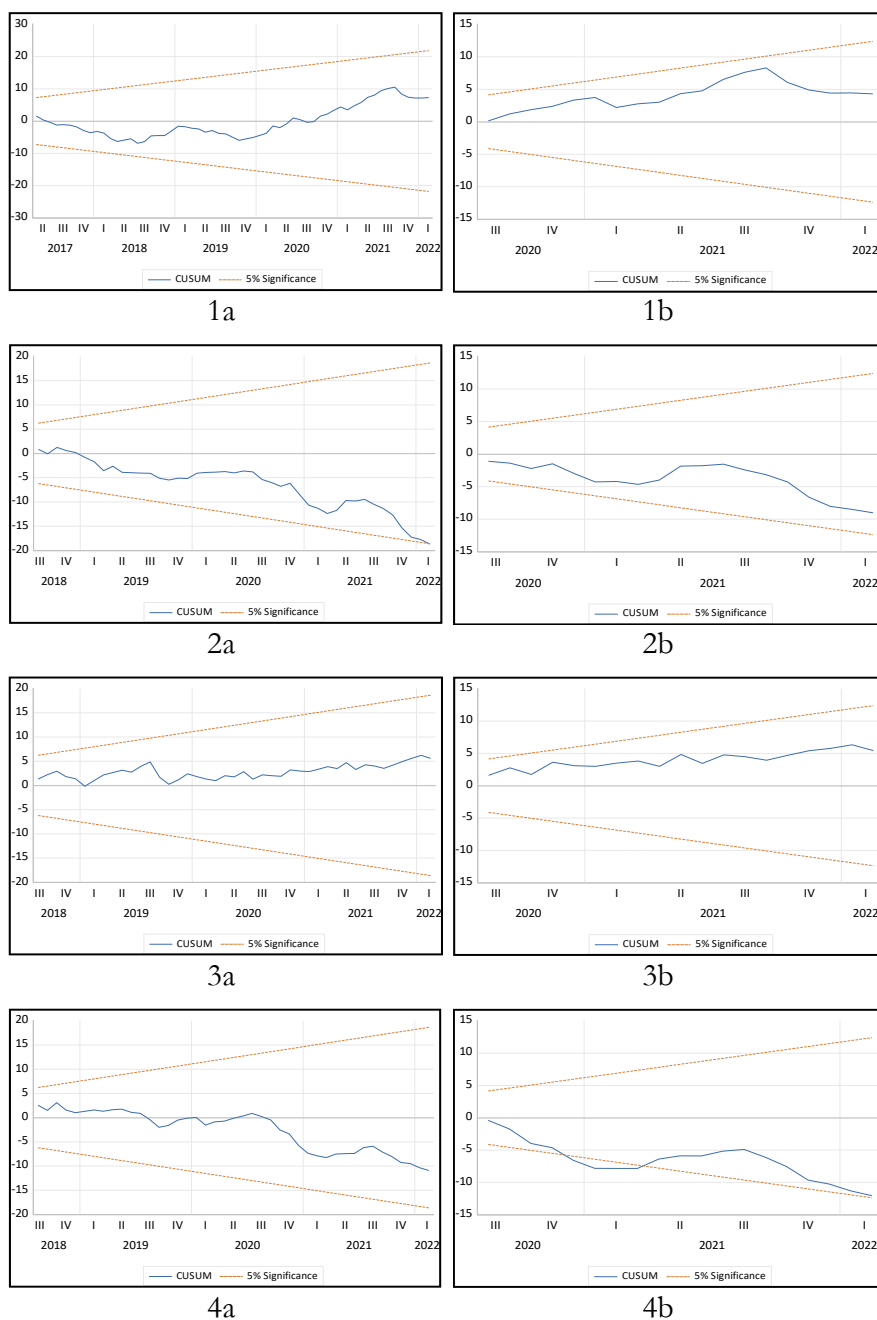 30
20
10
0
-10
-20
-30
II III IV I II III IV I II III IV I II III IV I II III IV I
2017 2018 2019 2020 2021 2022
CUSUM 5% Significance
1a
15
10
5
0
-5
-10
-15
III IV I II III IV I
2020 2021 2022
CUSUM 5% Significance
1b
20
15
10
5
0
-5
-10
-15
-20
III IV I II III IV I II III IV I II III IV I
2018 2019 2020 2021 2022
CUSUM 5% Significance
2a
15
10
5
0
-5
-10
-15
III IV I II III IV I
2020 2021 2022
CUSUM 5% Significance
2b
20
15
10
5
0
-5
-10
-15
-20
III IV I II III IV I II III IV I II III IV I
2018 2019 2020 2021 2022
CUSUM 5% Significance
3a
15
10
5
0
-5
-10
-15
III IV I II III IV I
2020 2021 2022
CUSUM 5% Significance
3b
20
15
10
5
0
-5
-10
-15
-20
III IV I II III IV I II III IV I II III IV I
2018 2019 2020 2021 2022
CUSUM 5% Significance
4a
15
10
5
0
-5
-10
-15
III IV I II III IV I
2020 2021 2022
CUSUM 5% Significance
4b